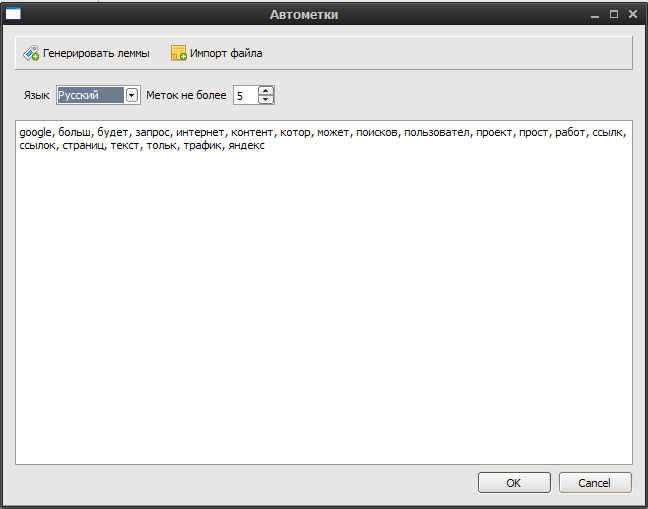 Автометки
Генерировать леммы Импорт файла
Язык Русский Меток не более 5
google, больш, будет, запрос, интернет, контент, котор, может, поисков, пользовател, проект, прост, работ, ссылк,
ссылок, страниц, текст, тольк, трафик, яндекс
OK Cancel